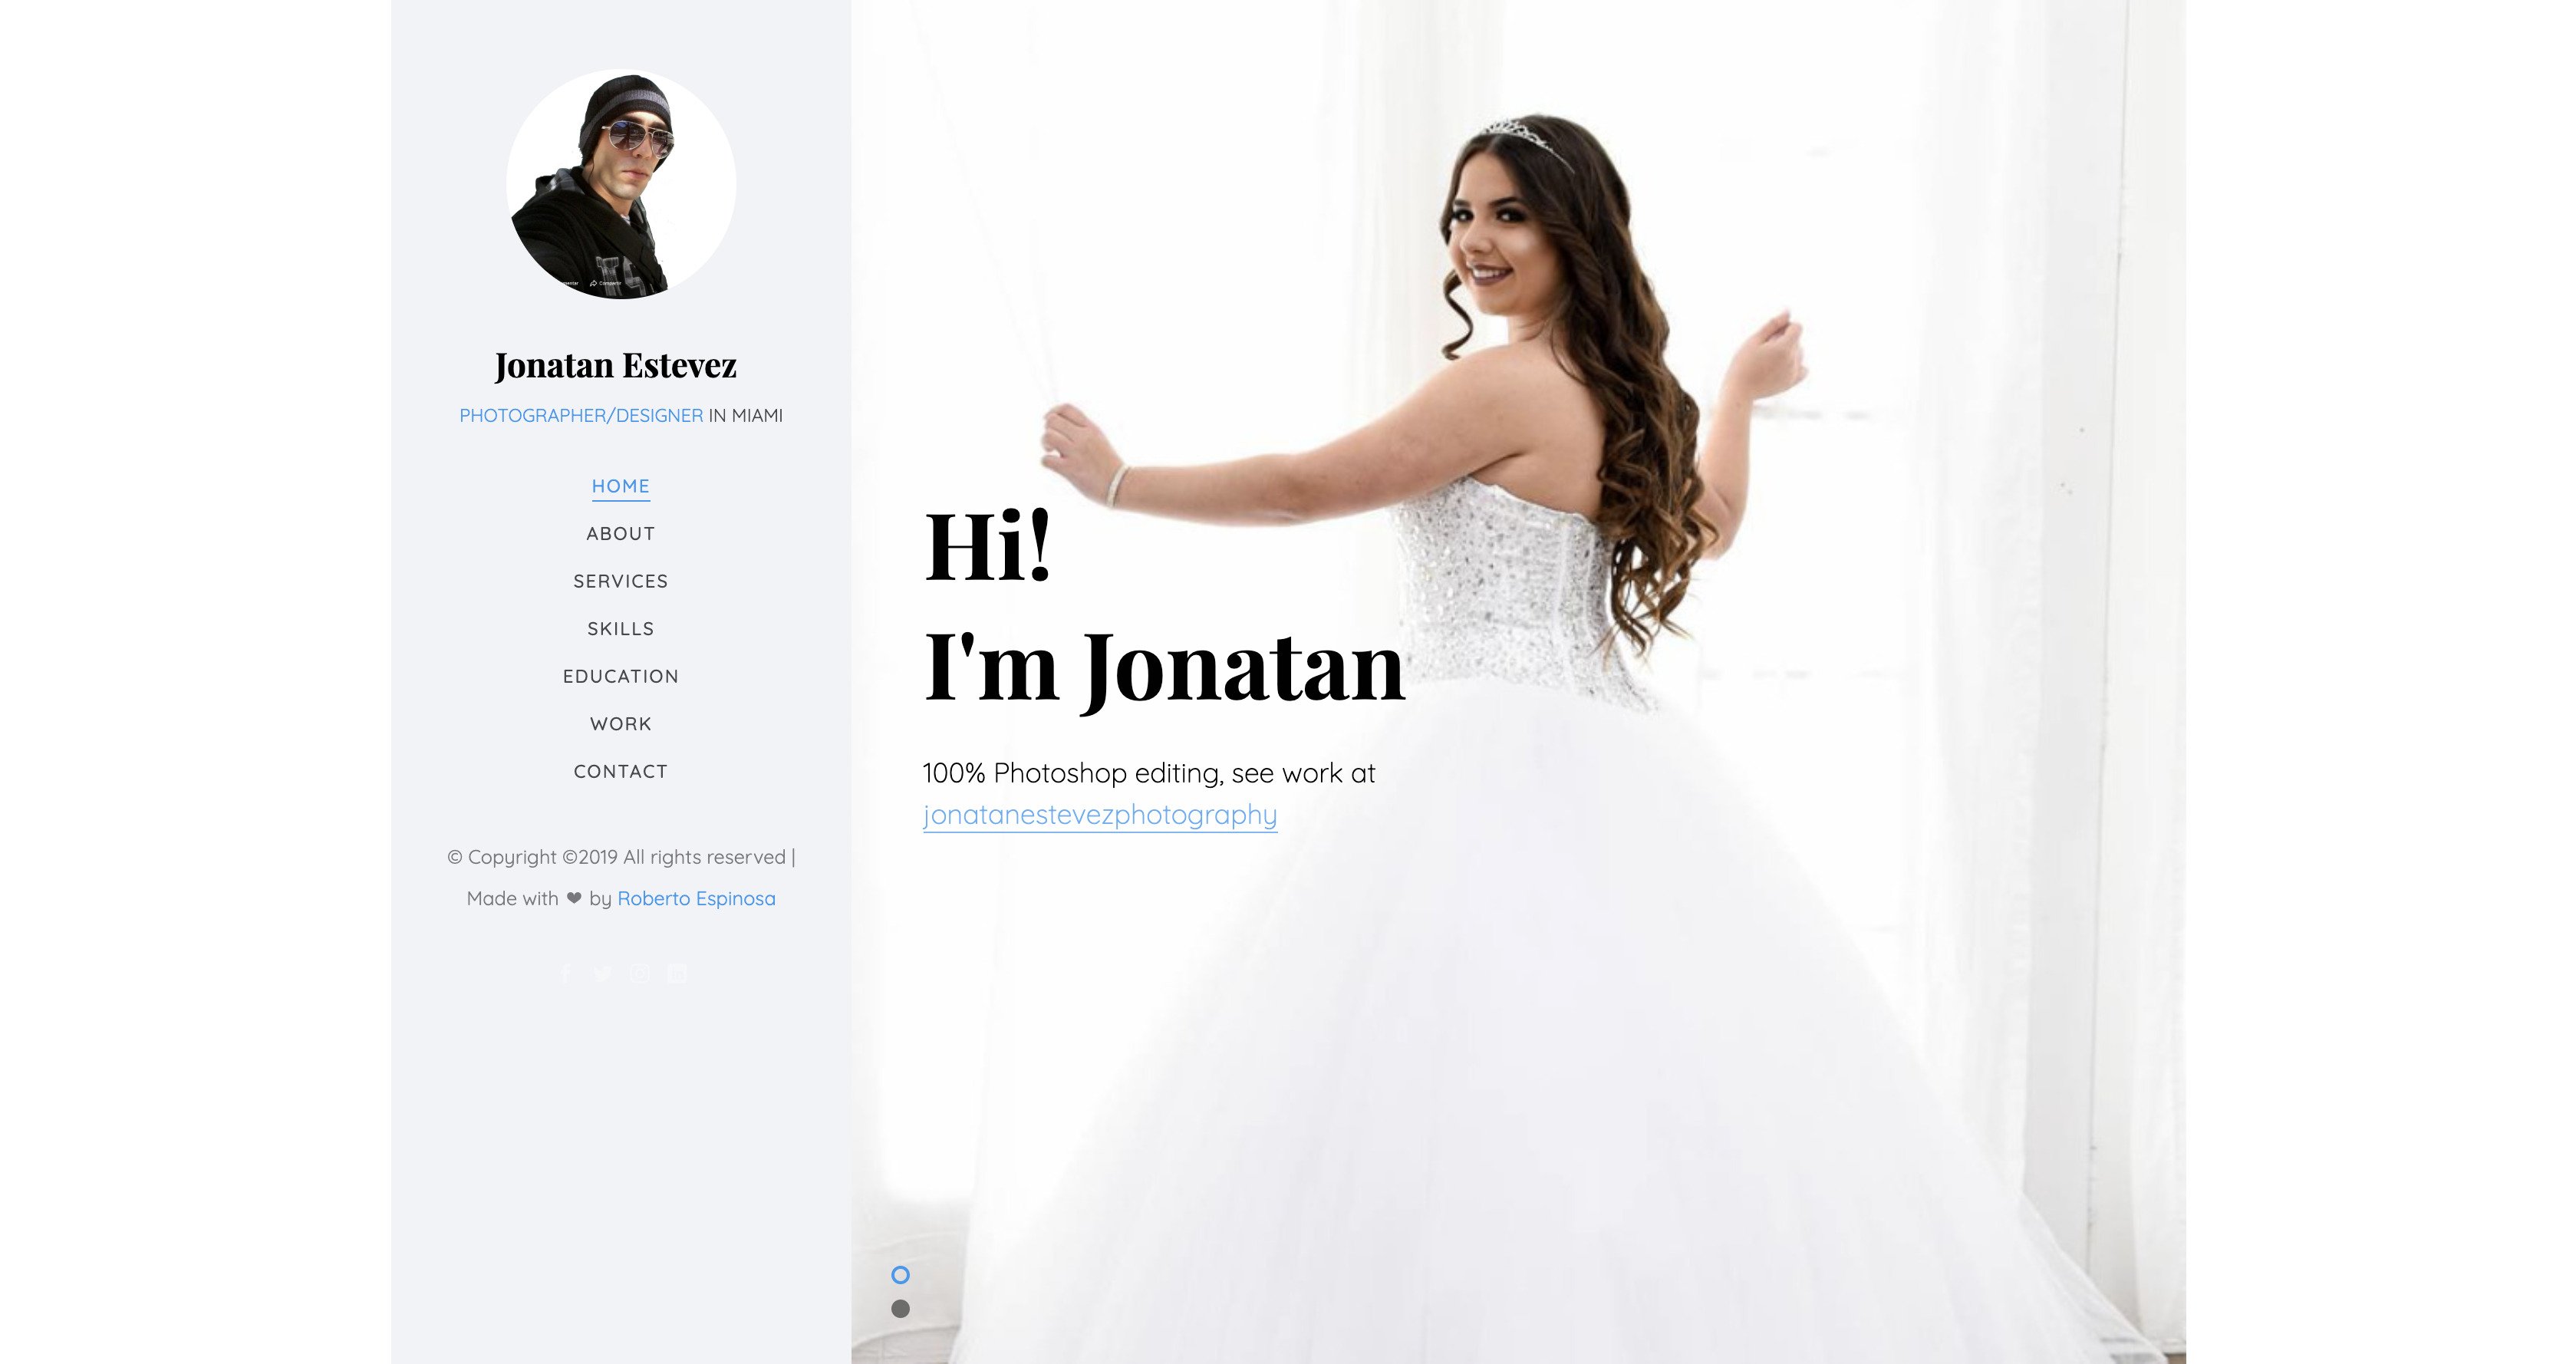 Jonatan Estevez
PHOTOGRAPHER/DESIGNER IN MIAMI
HOME
ABOUT
SERVICES
SKILLS
EDUCATION
WORK
CONTACT
© Copyright ©2019 All rights reserved |
Made with ❤ by Roberto Espinosa
Hi!
I'm Jonatan
100% Photoshop editing, see work at
jonatanestevezphotography